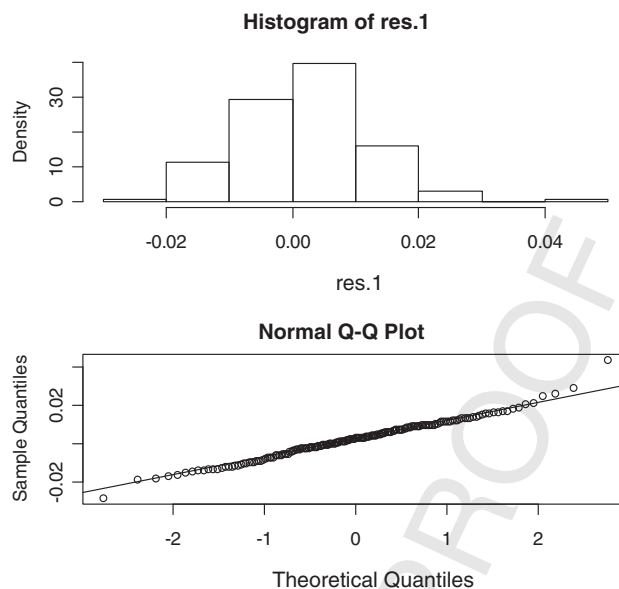 Histogram of res.1
Density
0 10 30
-0.02 0.00 0.02 0.04
res.1
Normal Q-Q Plot
Sample Quantiles
-0.02 0.02
-2 -1 0 1 2
Theoretical Quantiles
PROOF